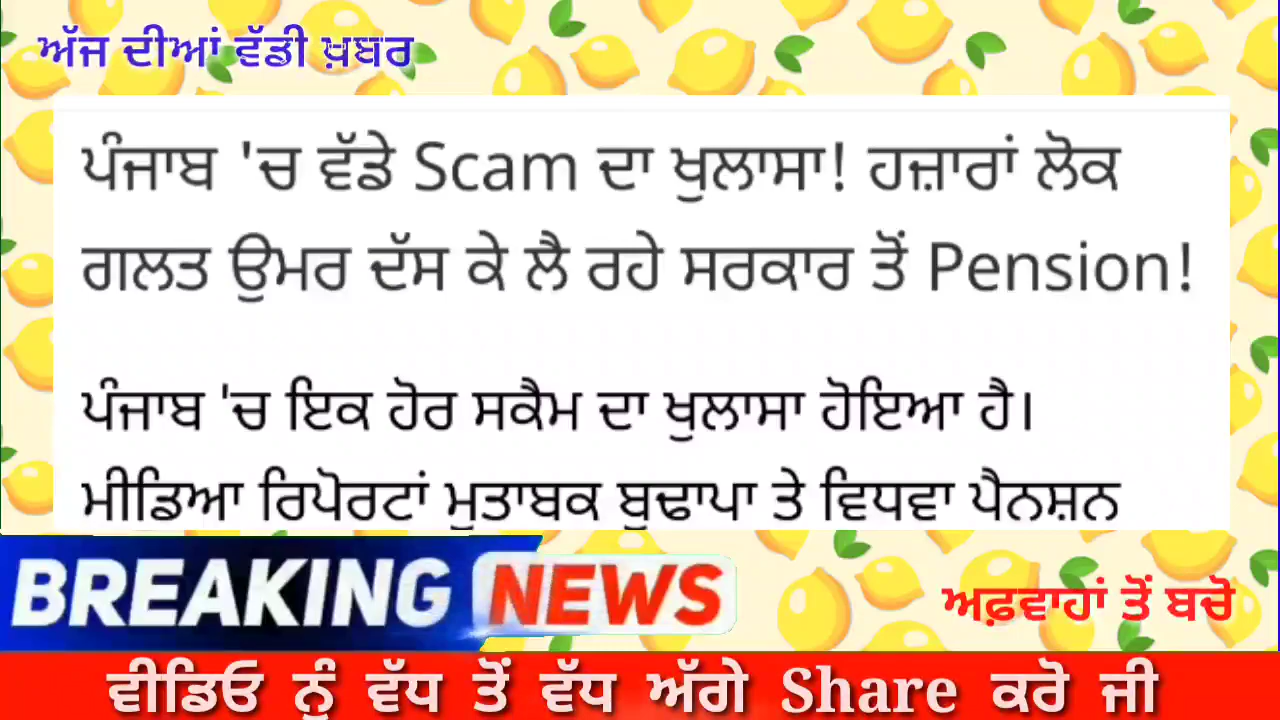 ਅੱਜ ਦੀਆਂ ਵੱਡੀ ਖ਼ਬਰ
ਪੰਜਾਬ 'ਚ ਵੱਡੇ Scam ਦਾ ਖੁਲਾਸਾ! ਹਜ਼ਾਰਾਂ ਲੋਕ
ਗਲਤ ਉਮਰ ਦੱਸ ਕੇ ਲੈ ਰਹੇ ਸਰਕਾਰ ਤੋਂ Pension!
ਪੰਜਾਬ 'ਚ ਇਕ ਹੋਰ ਸਕੈਮ ਦਾ ਖੁਲਾਸਾ ਹੋਇਆ ਹੈ।
ਮੀਡਿਆ ਰਿਪੋਰਟਾਂ ਮੁਤਾਬਕ ਬੁਢਾਪਾ ਤੇ ਵਿਧਵਾ ਪੈਨਸ਼ਨ
BREAKING NEWS
ਅਫ਼ਵਾਹਾਂ ਤੋਂ ਬਚੋ
ਵੀਡਿਓ ਨੂੰ ਵੱਧ ਤੋਂ ਵੱਧ ਅੱਗੇ Share ਕਰੋ ਜੀ